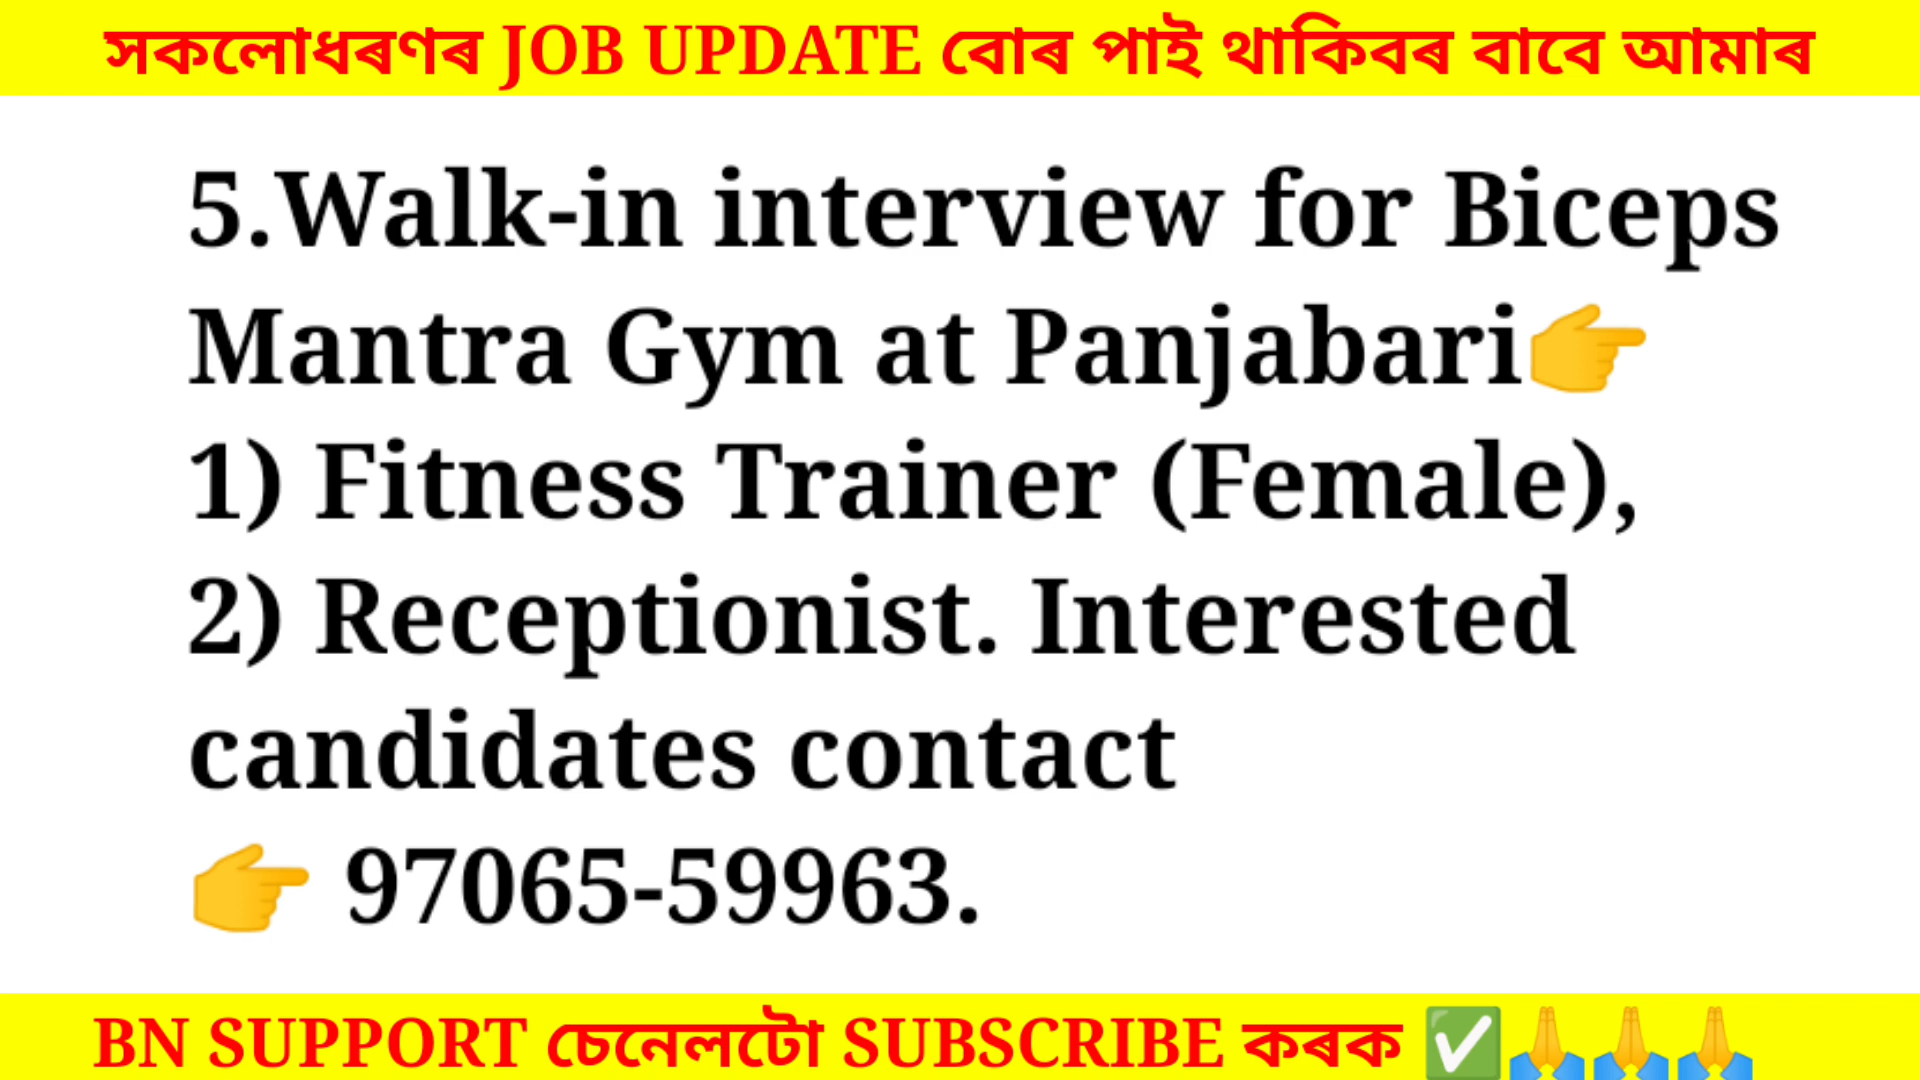 সকলোধৰণৰ JOB UPDATE বোৰ পাই থাকিবৰ বাবে আমাৰ
5.Walk-in interview for Biceps
Mantra Gym at Panjabari👉
1) Fitness Trainer (Female),
2) Receptionist. Interested
candidates contact
👉 97065-59963.
BN SUPPORT চেনেলটো SUBSCRIBE কৰক ✅🙏🙏🙏